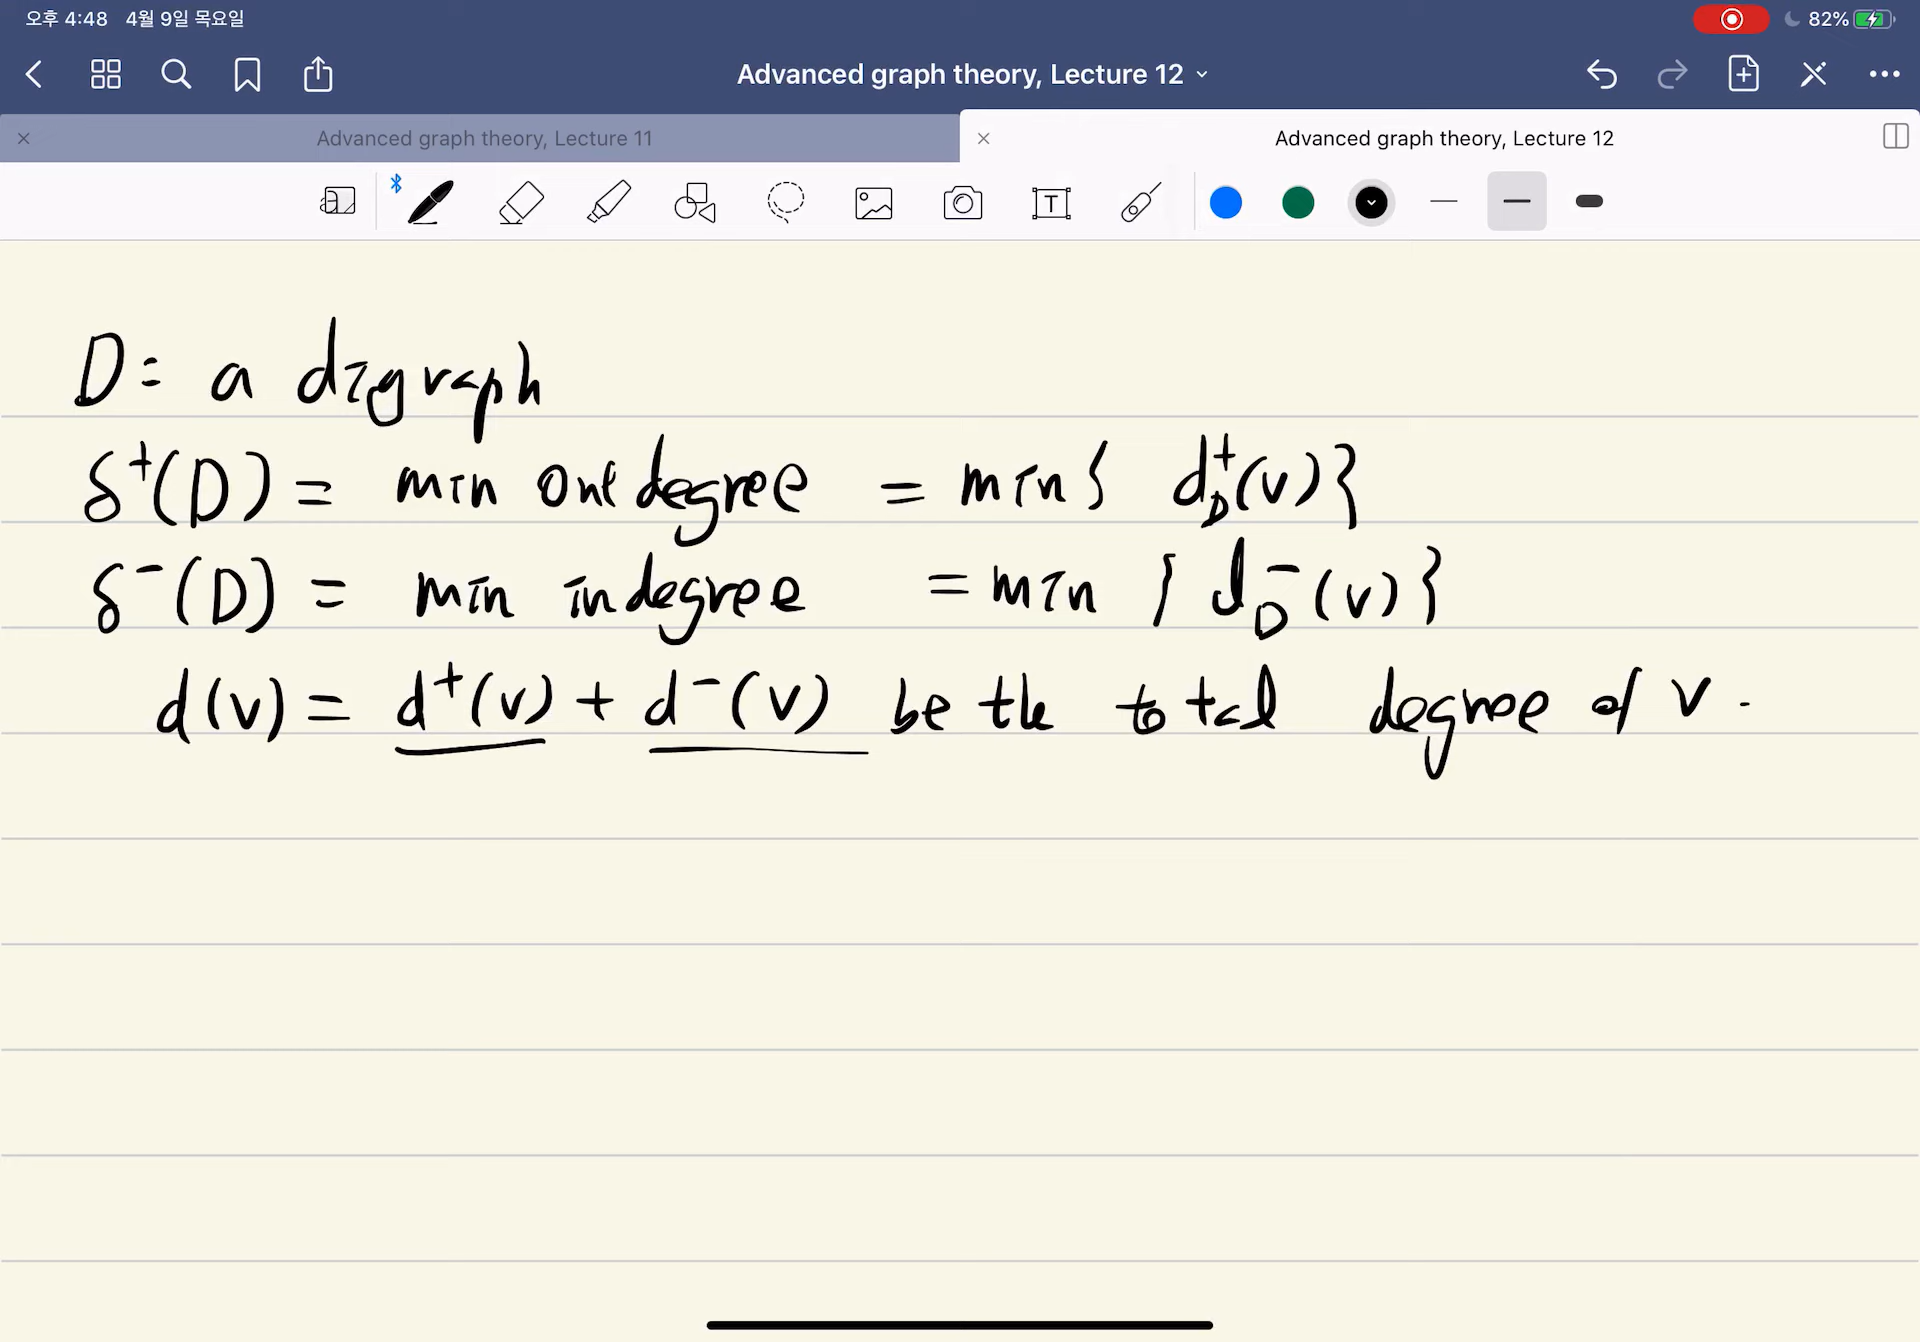 오후 4:48 4월 9일 목요일 82%
Advanced graph theory, Lecture 12
Advanced graph theory, Lecture 11 Advanced graph theory, Lecture 12
D: a digraph
δ⁺(D) = min outdegree = min{ d⁺_D(v)}
δ⁻(D) = min indegree = min { d⁻_D(v)}
d(v) = d⁺(v) + d⁻(v) be the total degree of v.